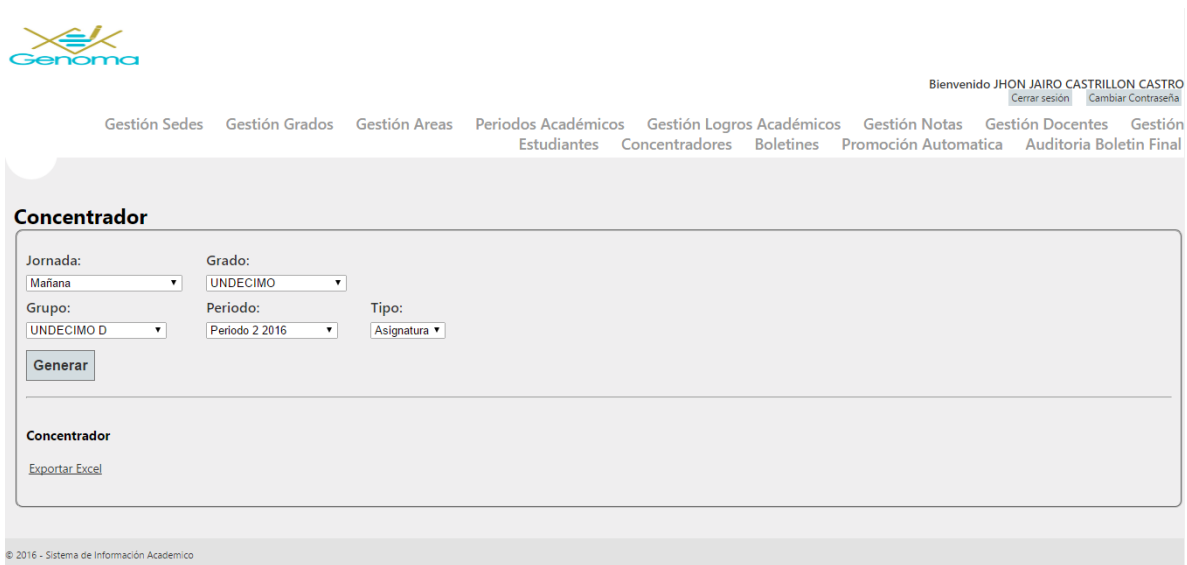 Genoma
Bienvenido JHON JAIRO CASTRILLON CASTRO
Cerrar sesión Cambiar Contraseña
Gestión Sedes Gestión Grados Gestión Areas Periodos Académicos Gestión Logros Académicos Gestión Notas Gestión Docentes Gestión
Estudiantes Concentradores Boletines Promoción Automatica Auditoria Boletin Final
Concentrador
Jornada: Grado:
Mañana UNDECIMO
Grupo: Periodo: Tipo:
UNDECIMO D Periodo 2 2016 Asignatura
Generar
Concentrador
Exportar Excel
© 2016 - Sistema de Información Academico